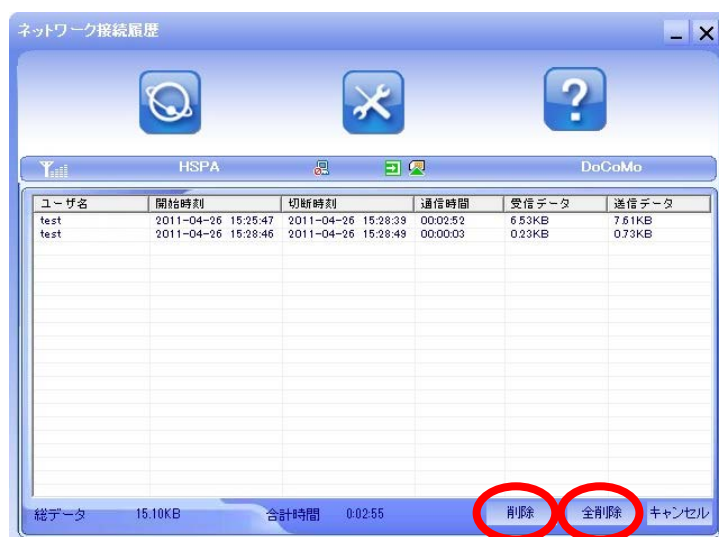 ネットワーク接続履歴
HSPA DoCoMo
ユーザ名 開始時刻 切断時刻 通信時間 受信データ 送信データ
test 2011-04-26 15:25:47 2011-04-26 15:28:39 00:02:52 6.53KB 7.61KB
test 2011-04-26 15:28:46 2011-04-26 15:28:49 00:00:03 0.23KB 0.73KB
総データ 15.10KB 合計時間 0:02:55 削除 全削除 キャンセル